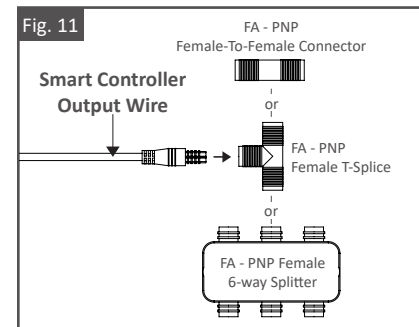 Fig. 11
FA - PNP
Female-To-Female Connector
Smart Controller
Output Wire
or
FA - PNP
Female T-Splice
or
FA - PNP Female
6-way Splitter